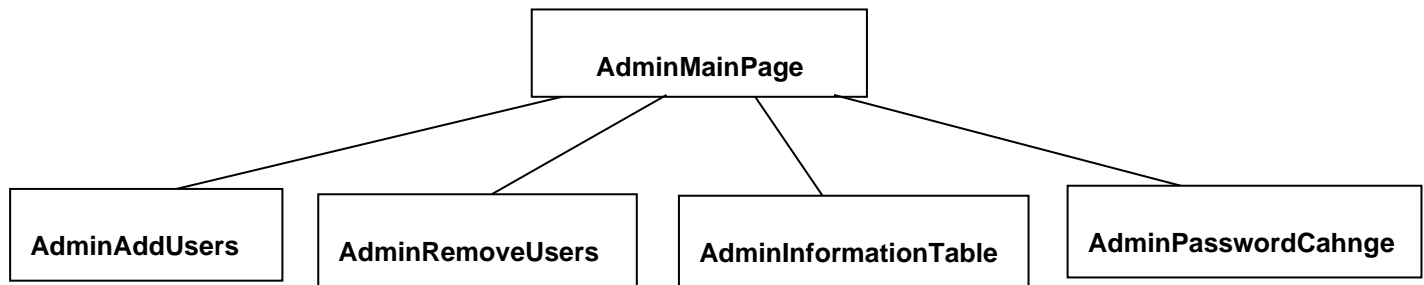 AdminMainPage
AdminAddUsers
AdminRemoveUsers
AdminInformationTable
AdminPasswordCahnge